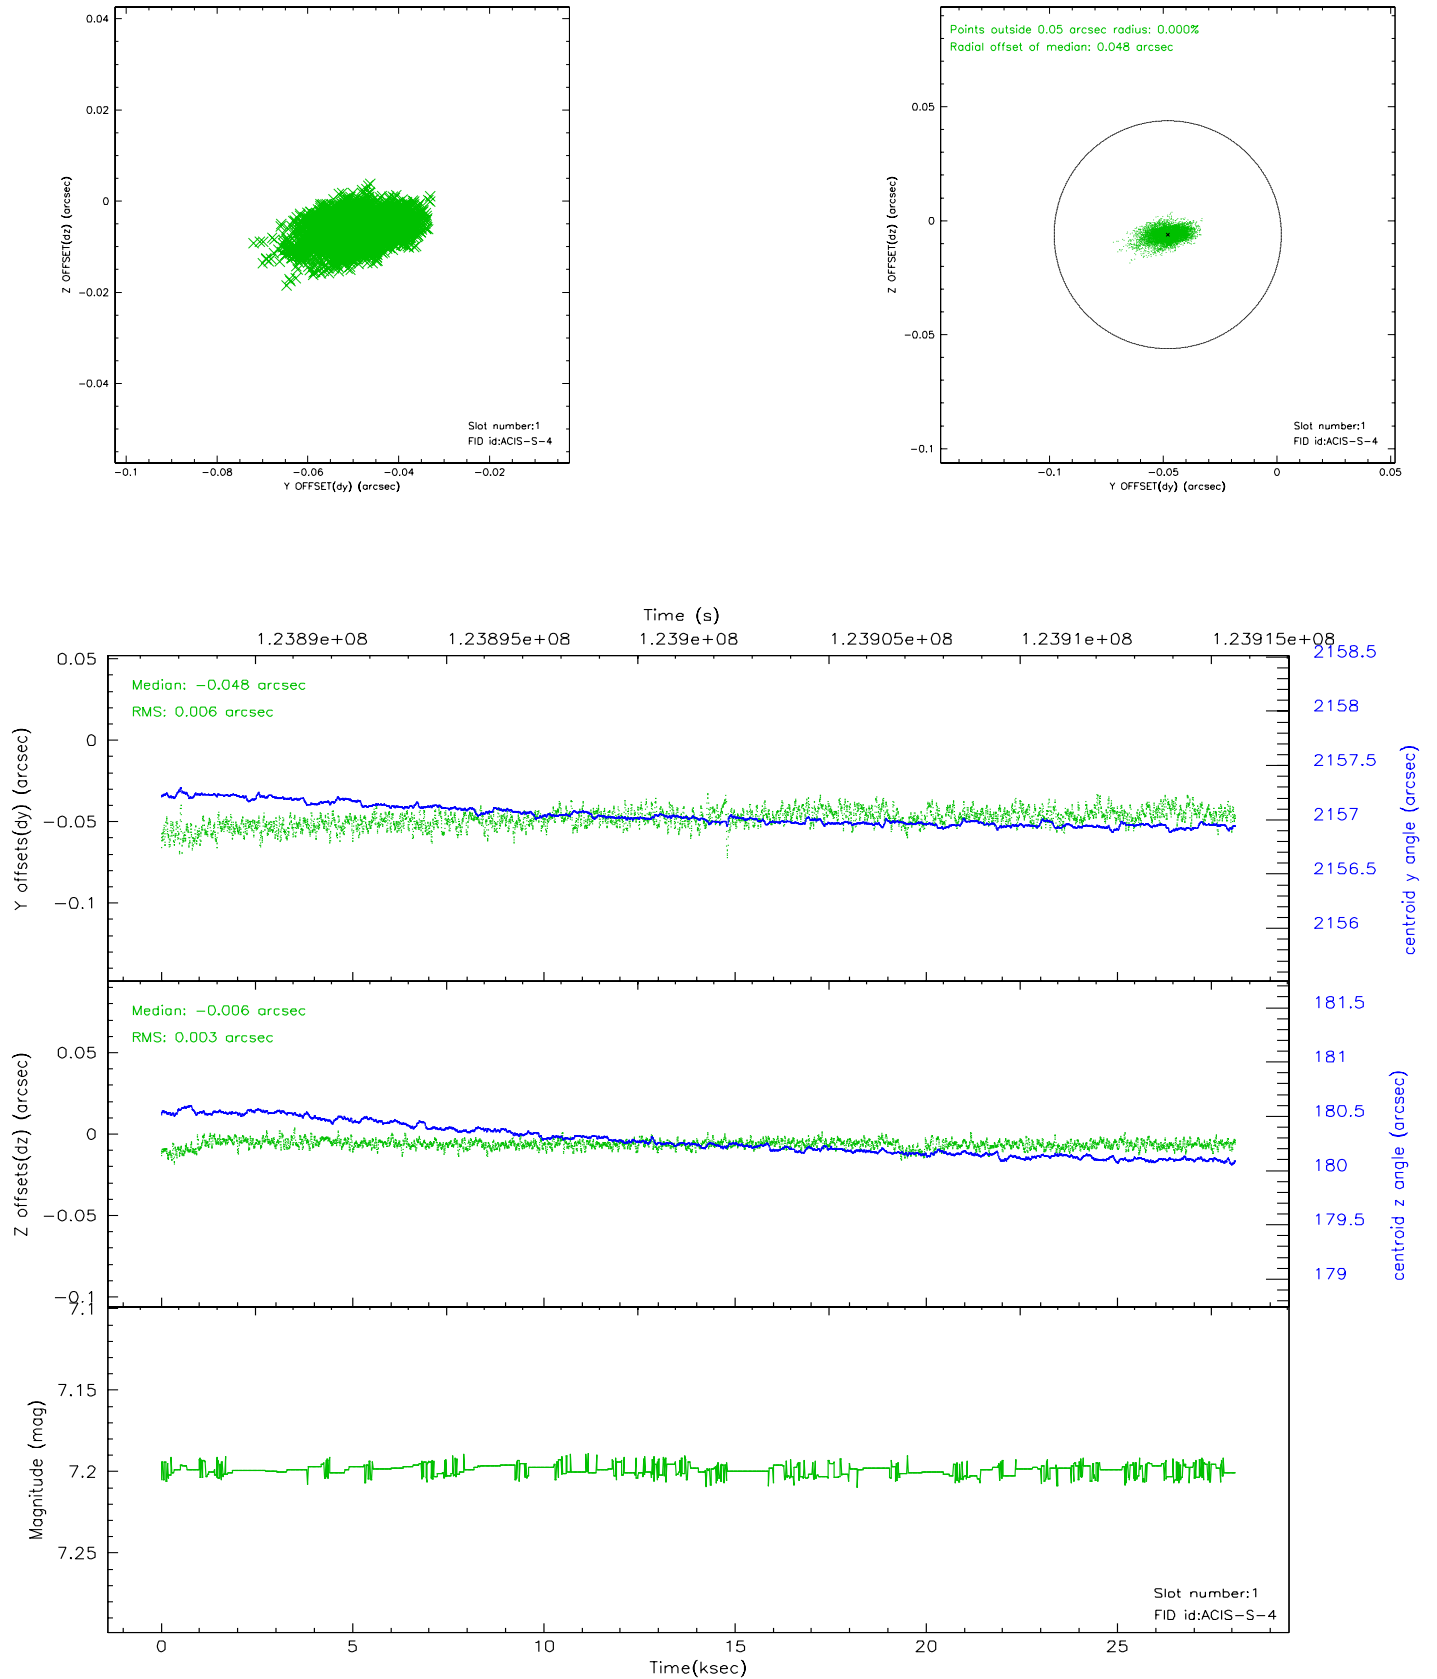 0.04
0.02
0
-0.02
-0.04
Z OFFSET(dz) (arcsec)
Slot number:1
FID id:ACIS-S-4
-0.1
-0.08
-0.06
-0.04
-0.02
Y OFFSET(dy) (arcsec)
Points outside 0.05 arcsec radius: 0.000%
Radial offset of median: 0.048 arcsec
0.05
0
-0.05
-0.1
Z OFFSET(dz) (arcsec)
Slot number:1
FID id:ACIS-S-4
-0.1
-0.05
0
0.05
Y OFFSET(dy) (arcsec)
Time (s)
1.2389e+08
1.23895e+08
1.239e+08
1.23905e+08
1.2391e+08
1.23915e+08
0.05
0
-0.05
-0.1
Y offsets(dy) (arcsec)
Median: -0.048 arcsec
RMS: 0.006 arcsec
2158.5
2158
2157.5
2157
2156.5
2156
centroid y angle (arcsec)
0.05
0
-0.05
-0.1
Z offsets(dz) (arcsec)
Median: -0.006 arcsec
RMS: 0.003 arcsec
181.5
181
180.5
180
179.5
179
centroid z angle (arcsec)
7.1
7.15
7.2
7.25
Magnitude (mag)
Slot number:1
FID id:ACIS-S-4
0
5
10
15
20
25
Time(ksec)